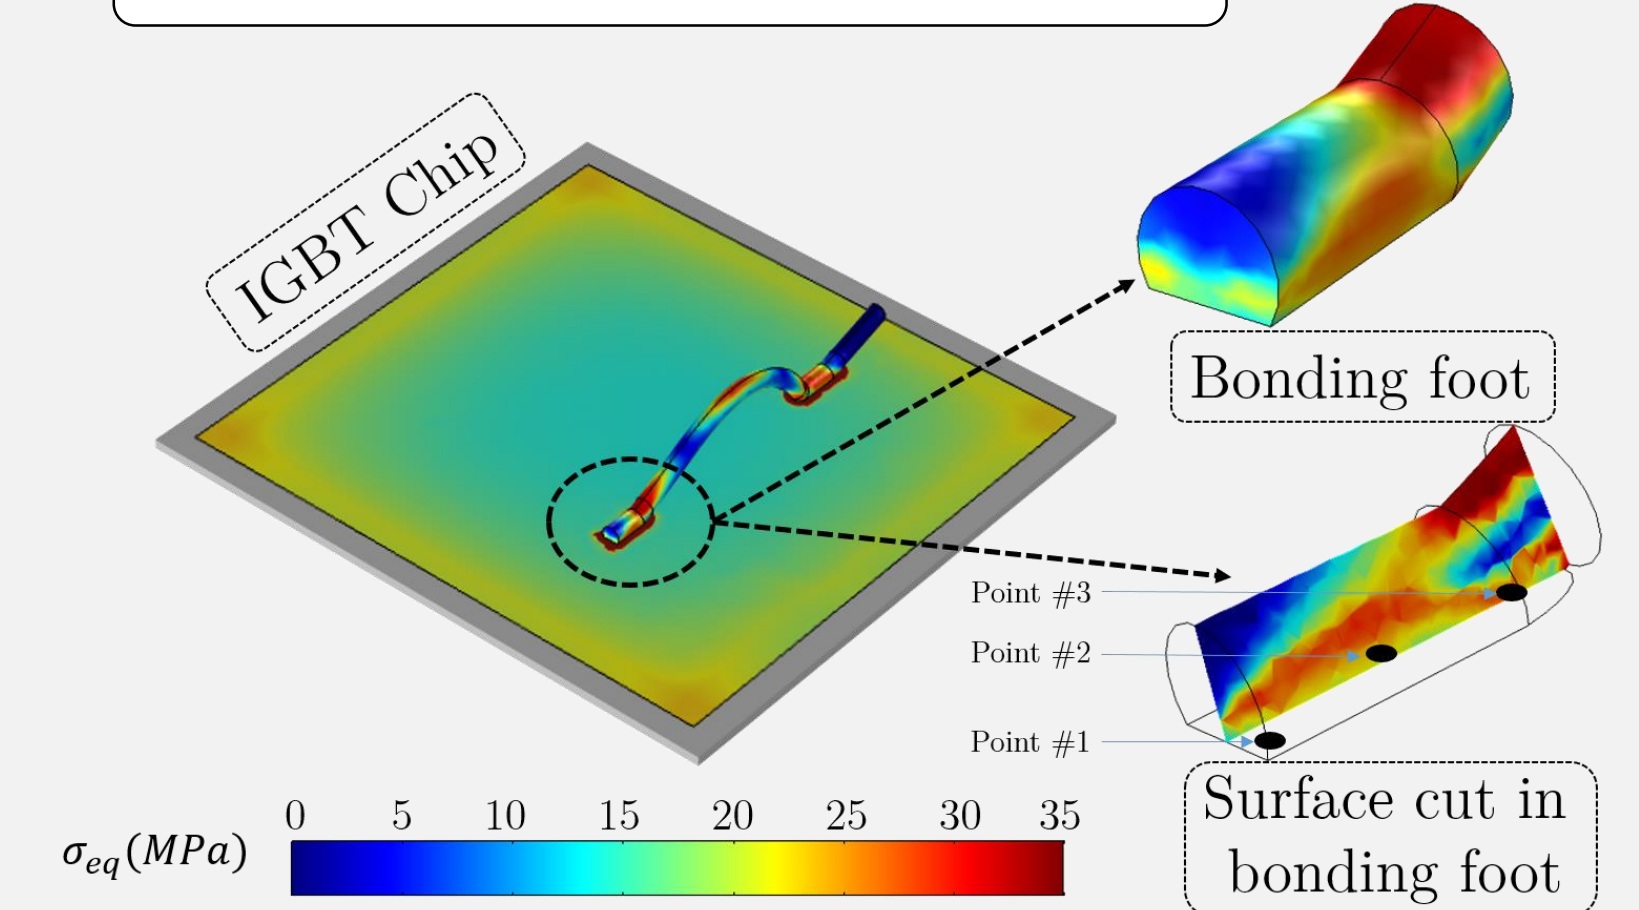 IGBT Chip
Bonding foot
Point #3
Point #2
Point #1
Surface cut in
bonding foot
0 5 10 15 20 25 30 35
σeq(MPa)